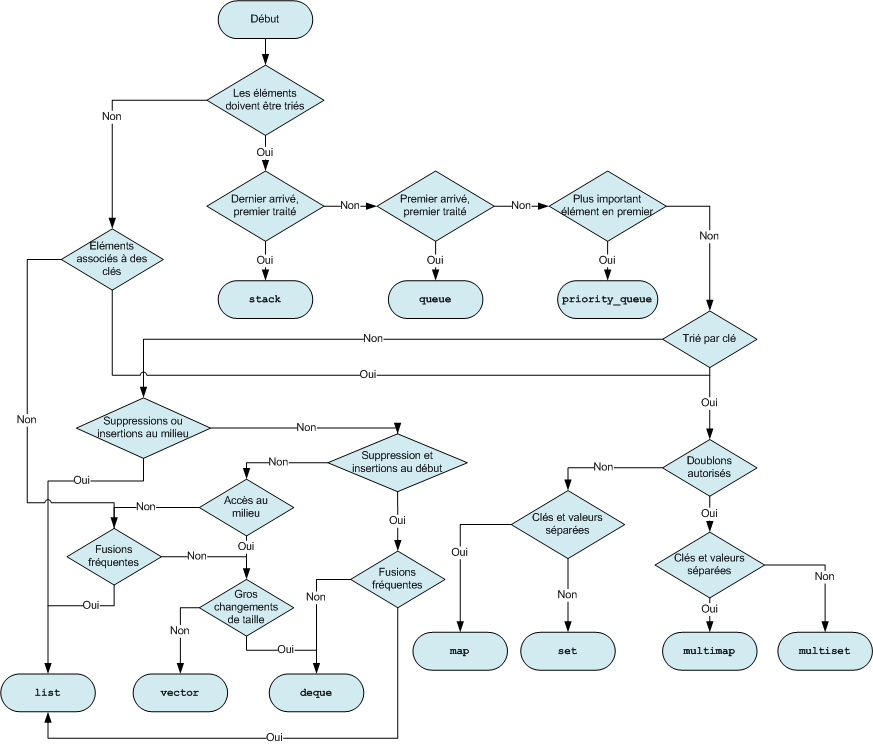 Début
Les éléments
doivent être triés
Non
Oui
Dernier arrivé,
premier traité
Non
Premier arrivé,
premier traité
Non
Plus important
élément en premier
Non
Oui
Oui
Oui
Éléments
associés à des
clés
stack
queue
priority_queue
Non
Trié par clé
Oui
Oui
Non
Suppressions ou
insertions au milieu
Non
Suppression et
insertions au début
Non
Oui
Doublons
autorisés
Non
Oui
Accès au
milieu
Non
Oui
Oui
Clés et valeurs
séparées
Oui
Non
Fusions
fréquentes
Non
Oui
Gros
changements
de taille
Non
Oui
Fusions
fréquentes
Non
Clés et valeurs
séparées
Non
Oui
map
set
multimap
multiset
list
vector
deque
Oui